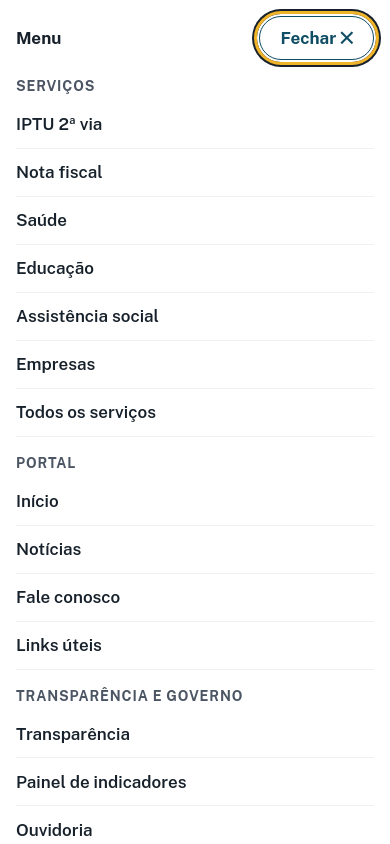 Menu
Fechar ✕
SERVIÇOS
IPTU 2ª via
Nota fiscal
Saúde
Educação
Assistência social
Empresas
Todos os serviços
PORTAL
Início
Notícias
Fale conosco
Links úteis
TRANSPARÊNCIA E GOVERNO
Transparência
Painel de indicadores
Ouvidoria